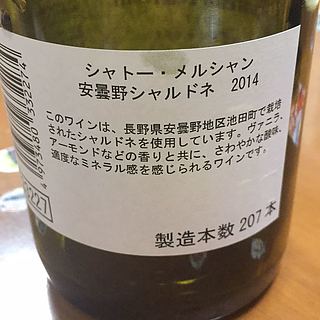 シャトー・メルシャン
安曇野シャルドネ 2014
このワインは、長野県安曇野地区池田町で栽培
されたシャルドネを使用しています。ヴァニラ、
アーモンドなどの香りと共に、さわやかな酸味、
適度なミネラル感を感じられるワインです。
製造本数 207 本